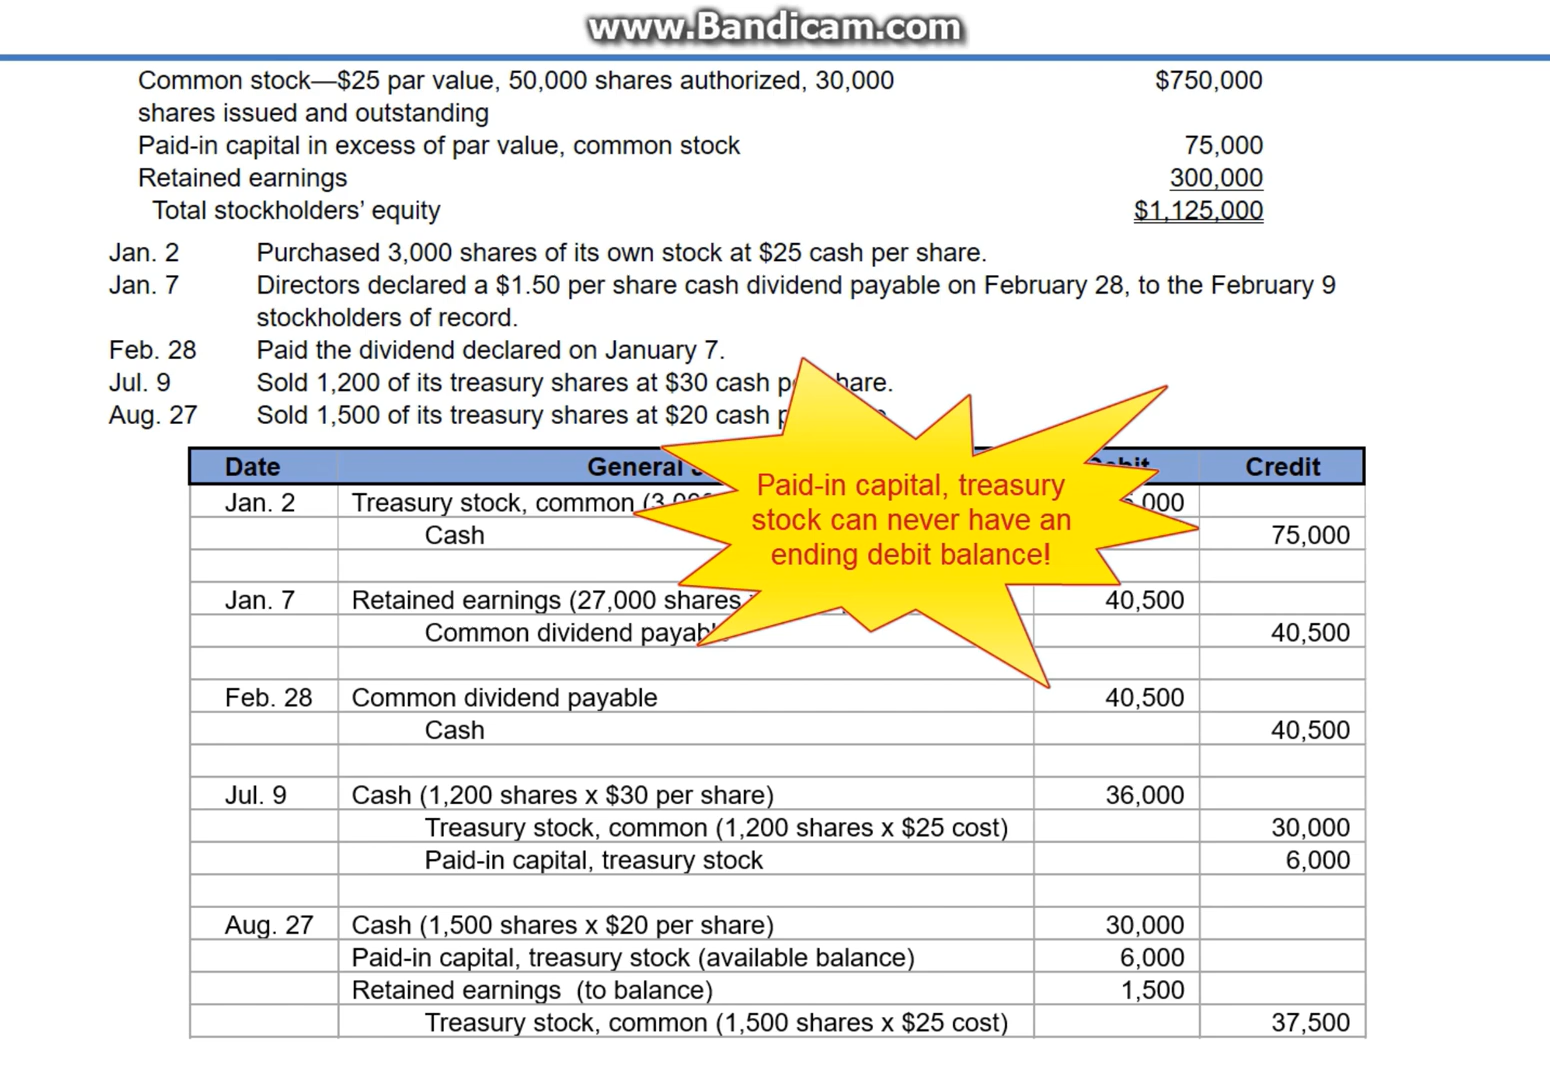 www.Bandicam.com
Common stock—$25 par value, 50,000 shares authorized, 30,000 $750,000
shares issued and outstanding
Paid-in capital in excess of par value, common stock 75,000
Retained earnings 300,000
Total stockholders’ equity $1,125,000
Jan. 2 Purchased 3,000 shares of its own stock at $25 cash per share.
Jan. 7 Directors declared a $1.50 per share cash dividend payable on February 28, to the February 9
stockholders of record.
Feb. 28 Paid the dividend declared on January 7.
Jul. 9 Sold 1,200 of its treasury shares at $30 cash
Aug. 27 Sold 1,500 of its treasury shares at $20 cash
Date General Credit
Paid-in capital, treasury
stock can never have an
ending debit balance!
Jan. 2 Treasury stock, common
Cash 75,000
Jan. 7 Retained earnings (27,000 shares 40,500
Common dividend 40,500
Feb. 28 Common dividend payable 40,500
Cash 40,500
Jul. 9 Cash (1,200 shares x $30 per share) 36,000
Treasury stock, common (1,200 shares x $25 cost) 30,000
Paid-in capital, treasury stock 6,000
Aug. 27 Cash (1,500 shares x $20 per share) 30,000
Paid-in capital, treasury stock (available balance) 6,000
Retained earnings (to balance) 1,500
Treasury stock, common (1,500 shares x $25 cost) 37,500